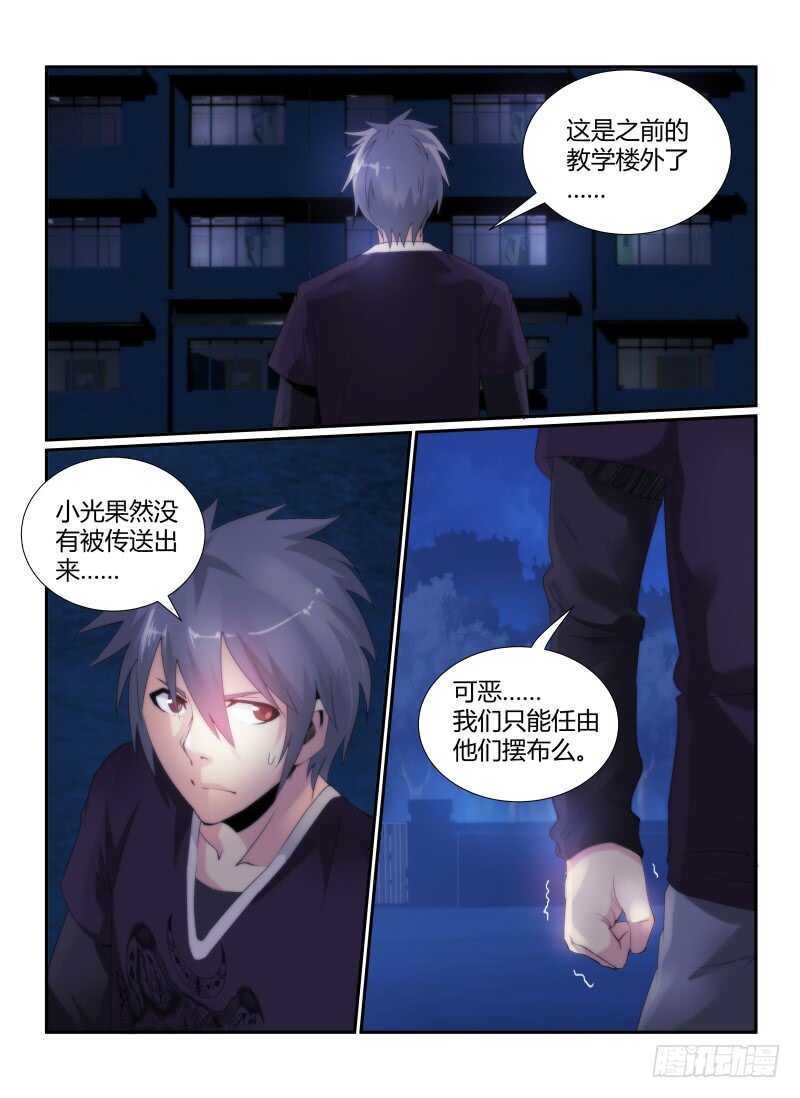 这是之前的
教学楼外了
……
小光果然没
有被传送出
来……
可恶……
我们只能任由
他们摆布么。
腾讯动漫